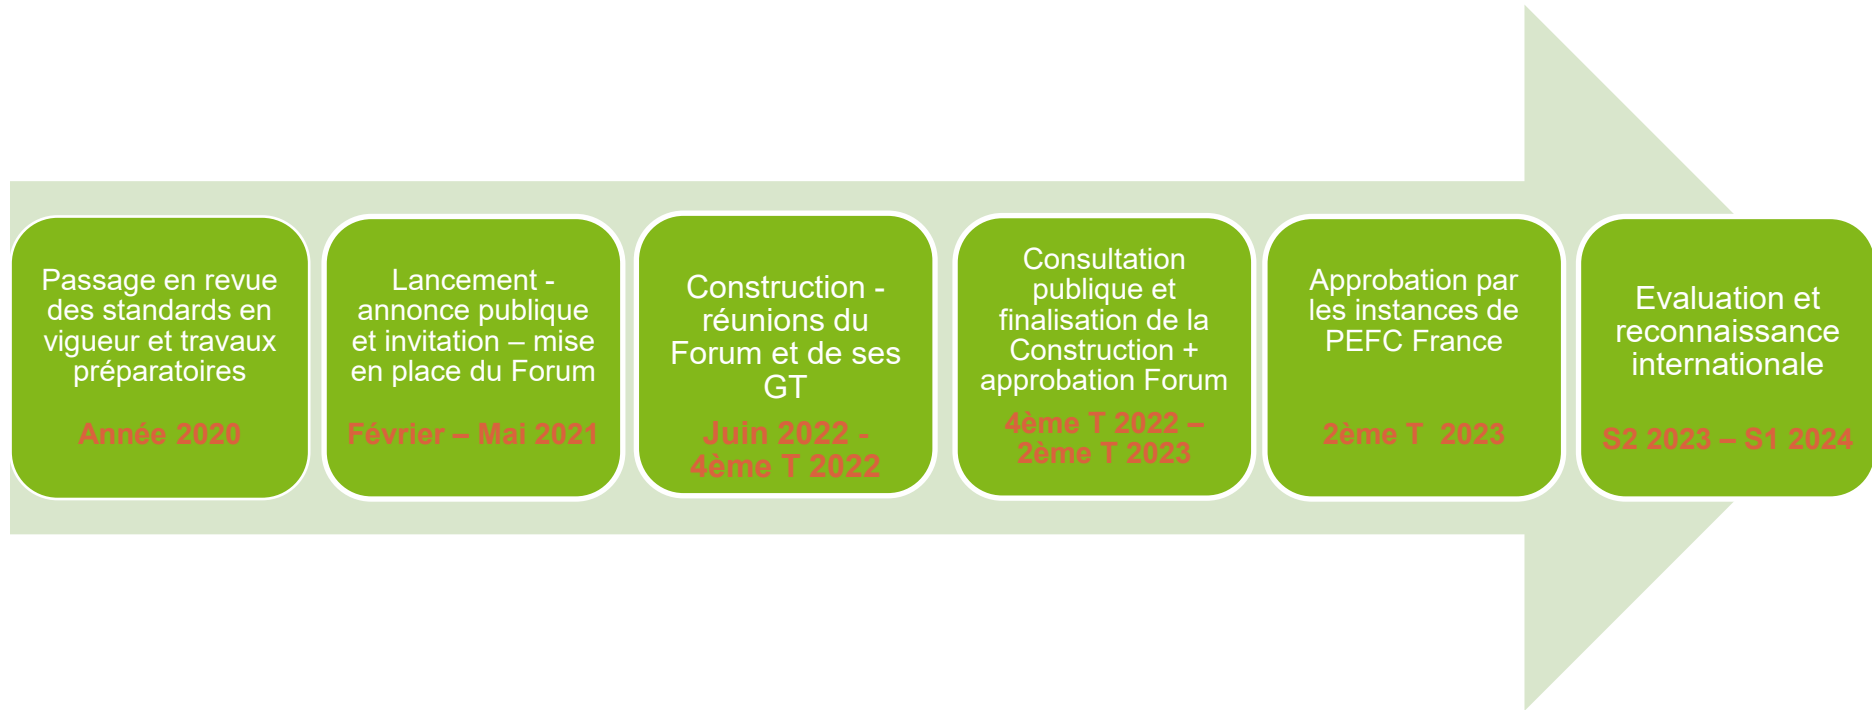 Passage en revue
des standards en
vigueur et travaux
préparatoires
Année 2020
Lancement -
annonce publique
et invitation – mise
en place du Forum
Février – Mai 2021
Construction -
réunions du
Forum et de ses
GT
Juin 2022 -
4ème T 2022
Consultation
publique et
finalisation de la
Construction +
approbation Forum
4ème T 2022 –
2ème T 2023
Approbation par
les instances de
PEFC France
2ème T  2023
Evaluation et
reconnaissance
internationale
S2 2023 – S1 2024